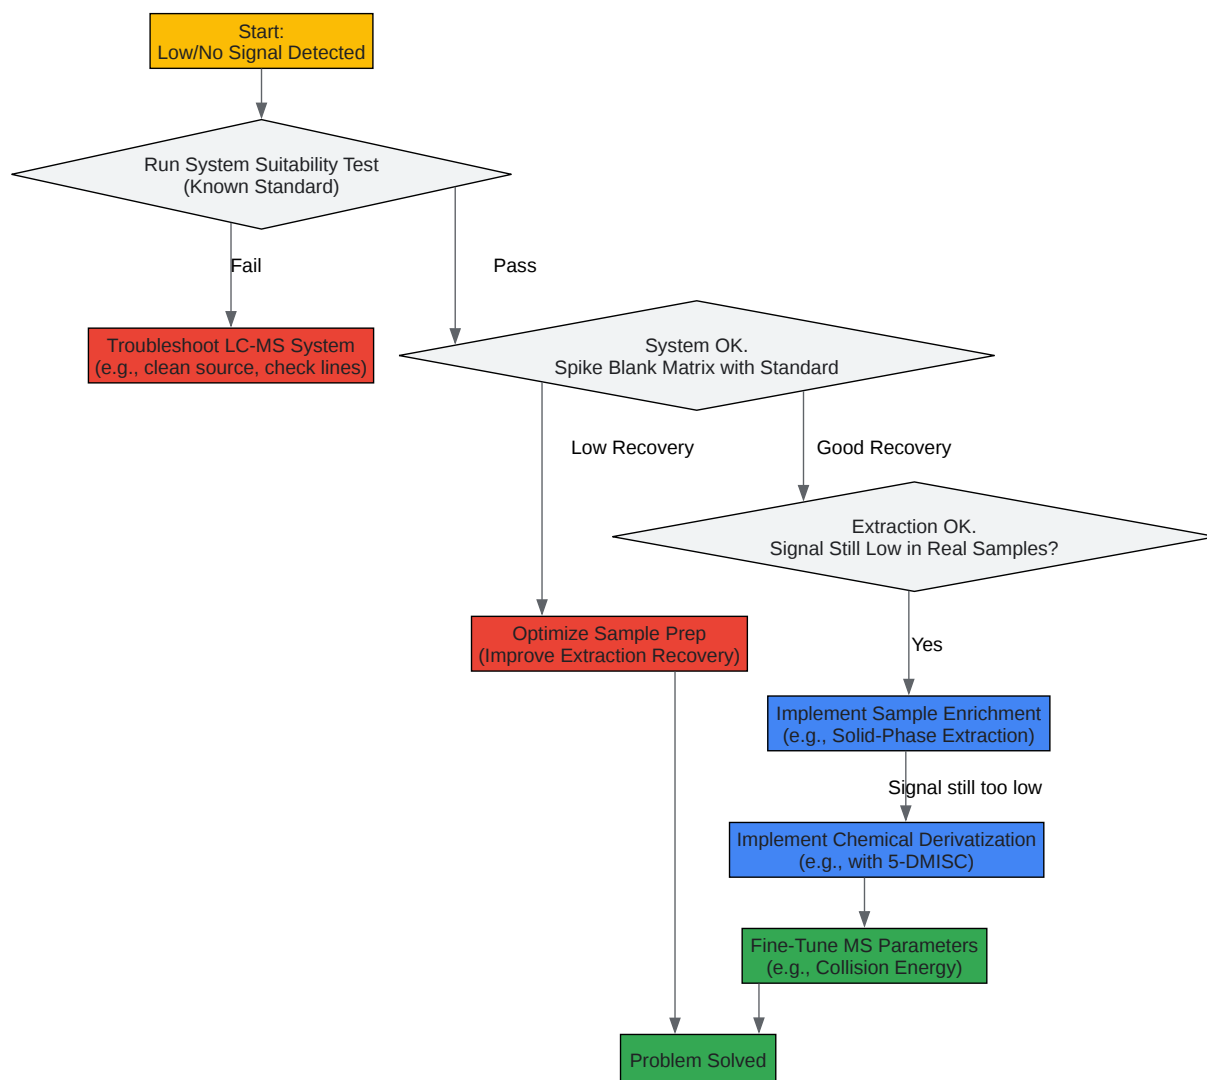 Start:
Low/No Signal Detected
Run System Suitability Test
(Known Standard)
Fail
Pass
Troubleshoot LC-MS System
(e.g., clean source, check lines)
System OK.
Spike Blank Matrix with Standard
Low Recovery
Good Recovery
Extraction OK.
Signal Still Low in Real Samples?
Optimize Sample Prep
(Improve Extraction Recovery)
Yes
Implement Sample Enrichment
(e.g., Solid-Phase Extraction)
Signal still too low
Implement Chemical Derivatization
(e.g., with 5-DMISC)
Fine-Tune MS Parameters
(e.g., Collision Energy)
Problem Solved